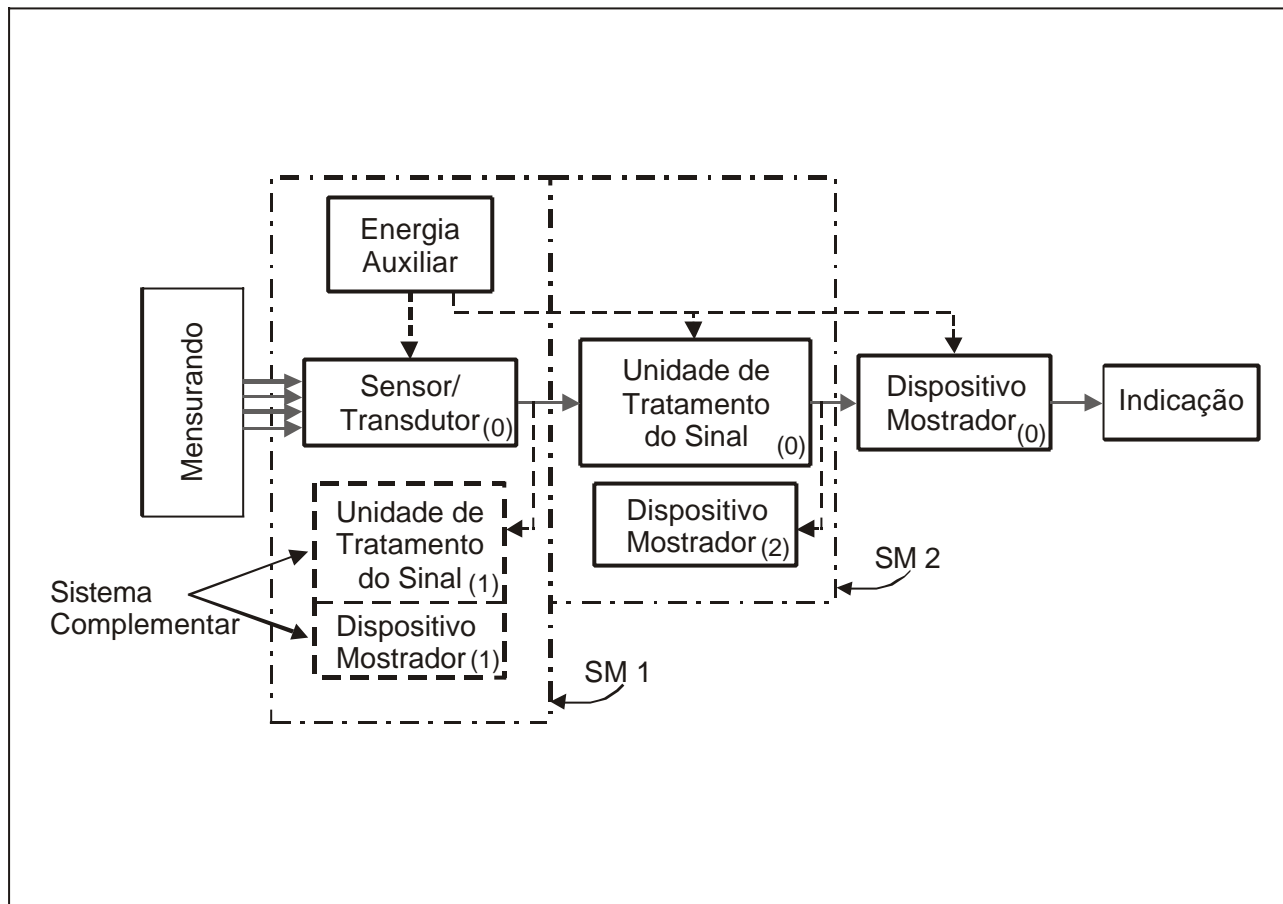 Energia
Auxiliar
Mensurando
Sensor/
Transdutor(0)
Unidade de
Tratamento
do Sinal
(0)
Dispositivo
Mostrador(0)
Indicação
Unidade de
Tratamento
do Sinal(1)
Dispositivo
Mostrador(1)
Dispositivo
Mostrador(2)
Sistema
Complementar
SM 2
SM 1